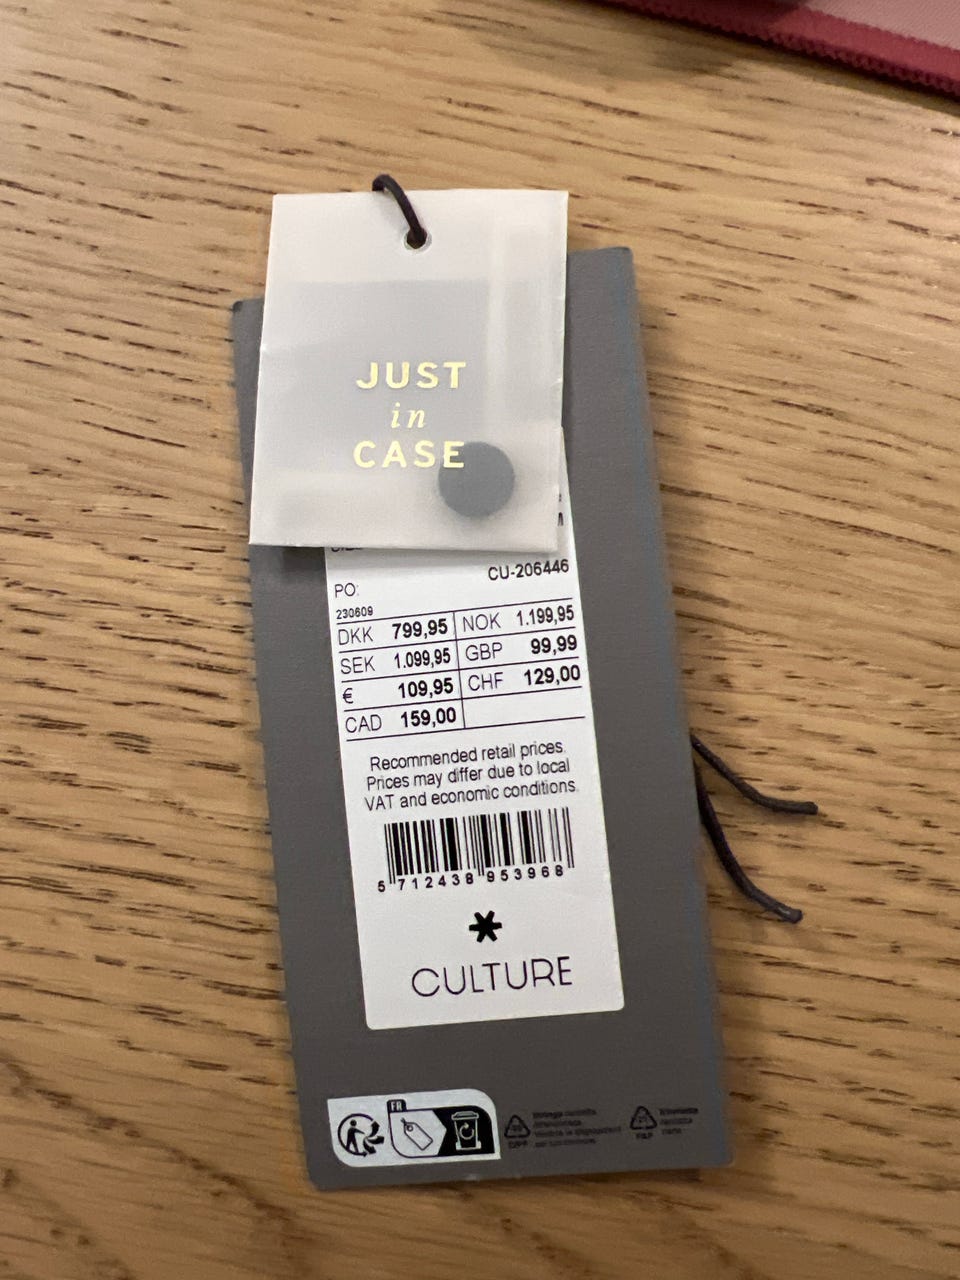 JUST
in
CASE
M
CU-206446
PO:
230609
DKK 799,95 NOK 1.199,95
SEK 1.099,95 GBP 99,99
€ 109,95 CHF 129,00
CAD 159,00
Recommended retail prices.
Prices may differ due to local
VAT and economic conditions.
5 712438 953968
CULTURE
FR